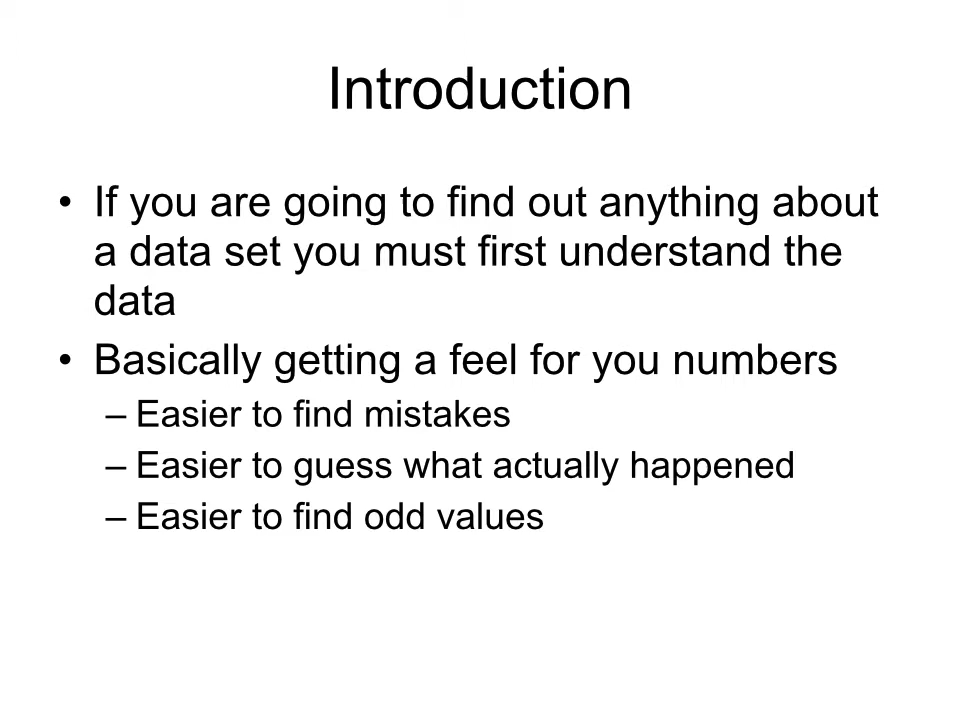 Introduction
• If you are going to find out anything about
a data set you must first understand the
data
• Basically getting a feel for you numbers
– Easier to find mistakes
– Easier to guess what actually happened
– Easier to find odd values